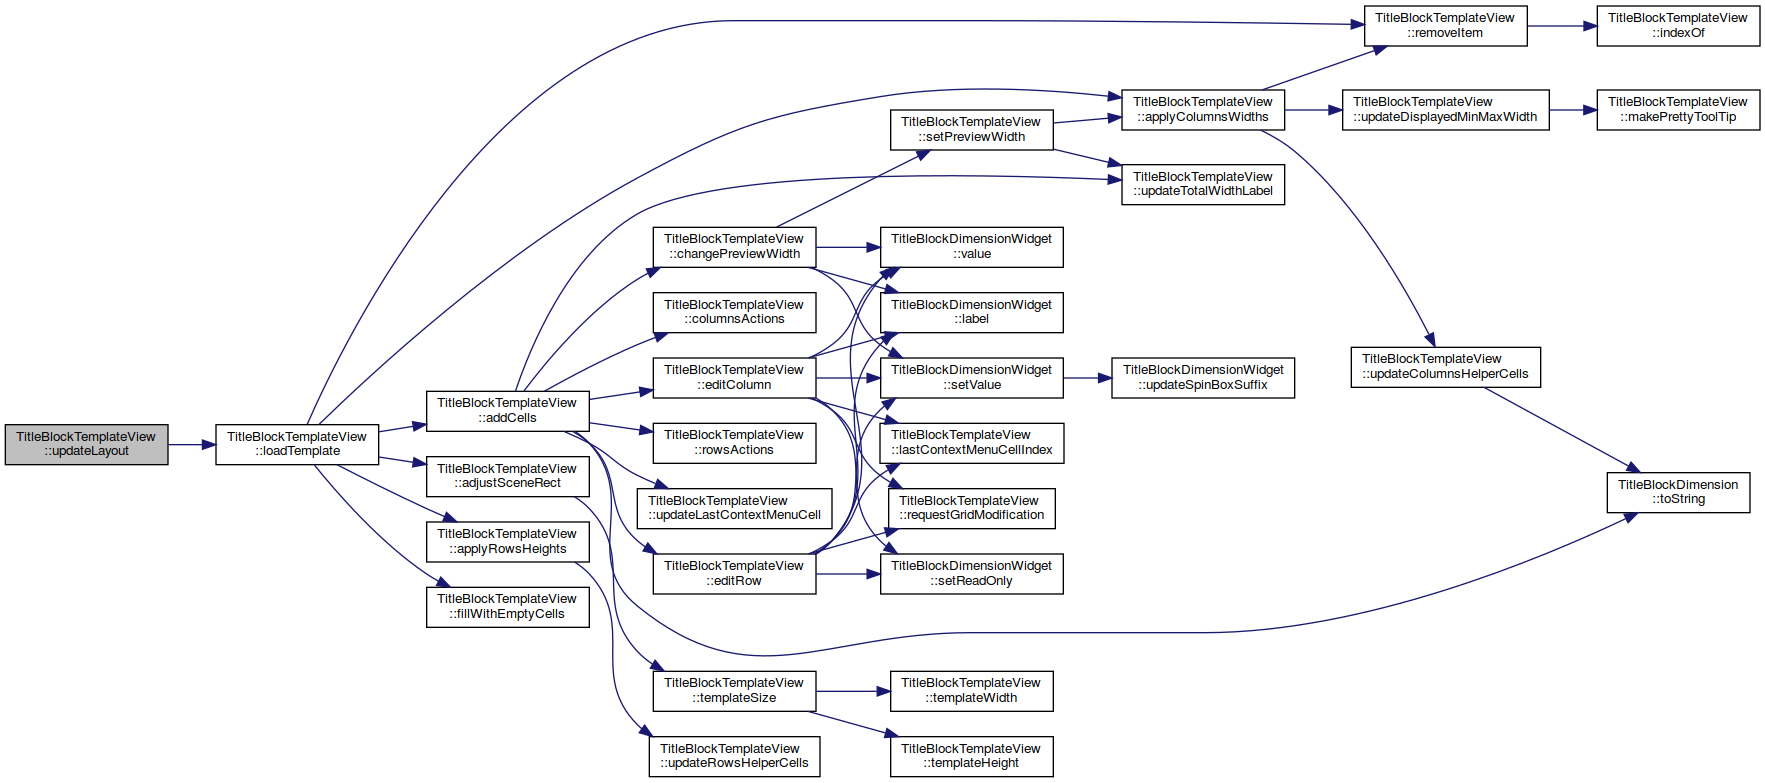 TitleBlockTemplateView
::updateLayout
TitleBlockTemplateView
::loadTemplate
TitleBlockTemplateView
::addCells
TitleBlockTemplateView
::adjustSceneRect
TitleBlockTemplateView
::applyRowsHeights
TitleBlockTemplateView
::fillWithEmptyCells
TitleBlockTemplateView
::changePreviewWidth
TitleBlockTemplateView
::columnsActions
TitleBlockTemplateView
::editColumn
TitleBlockTemplateView
::rowsActions
TitleBlockTemplateView
::updateLastContextMenuCell
TitleBlockTemplateView
::editRow
TitleBlockTemplateView
::templateSize
TitleBlockTemplateView
::updateRowsHelperCells
TitleBlockTemplateView
::setPreviewWidth
TitleBlockDimensionWidget
::value
TitleBlockDimensionWidget
::label
TitleBlockDimensionWidget
::setValue
TitleBlockTemplateView
::lastContextMenuCellIndex
TitleBlockTemplateView
::requestGridModification
TitleBlockDimensionWidget
::setReadOnly
TitleBlockTemplateView
::templateWidth
TitleBlockTemplateView
::templateHeight
TitleBlockTemplateView
::applyColumnsWidths
TitleBlockTemplateView
::updateTotalWidthLabel
TitleBlockDimensionWidget
::updateSpinBoxSuffix
TitleBlockTemplateView
::removeItem
TitleBlockTemplateView
::updateDisplayedMinMaxWidth
TitleBlockTemplateView
::updateColumnsHelperCells
TitleBlockTemplateView
::indexOf
TitleBlockTemplateView
::makePrettyToolTip
TitleBlockDimension
::toString